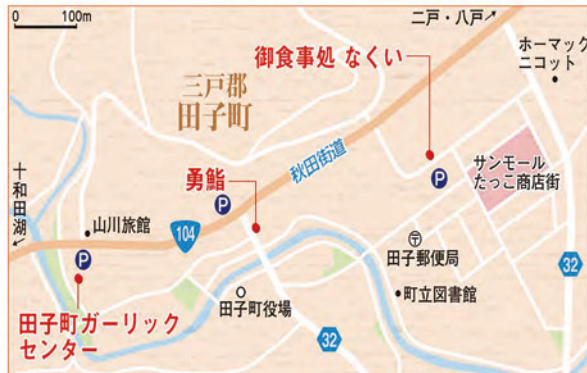 0 100m
二戸・八戸
ホーマック
ニコット
御食事処 なくい
三戸郡
田子町
秋田街道
サンモール
たっこ商店街
十和田湖
勇鮨
P
P
山川旅館
104
〒
田子郵便局
32
P
町立図書館
田子町役場
田子町ガーリック
センター
32